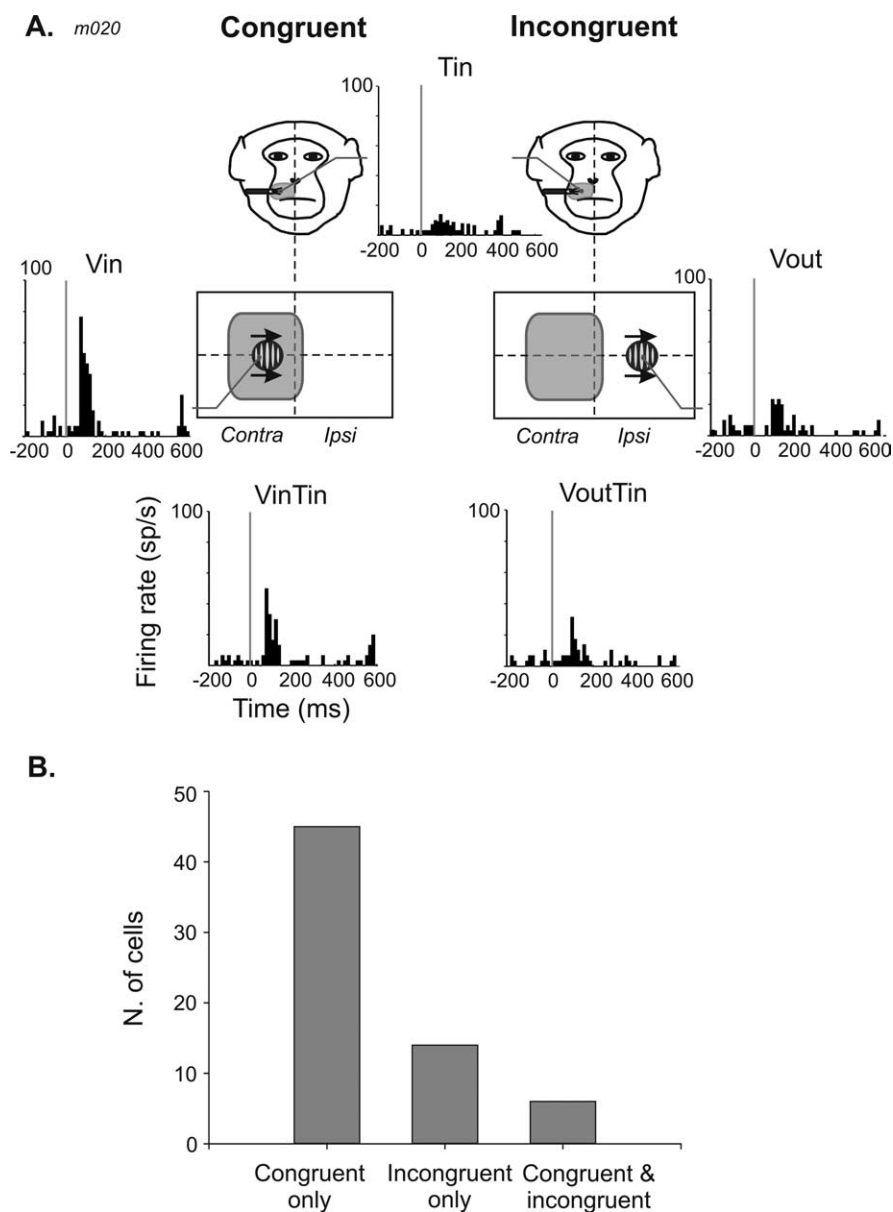 A. m020 Congruent Incongruent
Tin
100
-200 0 200 400 600
Vin
100
-200 0 200 400 600
Contra Ipsi
Contra Ipsi
Vout
100
-200 0 200 400 600
VinTin
100
Firing rate (sp/s)
-200 0 200 400 600
Time (ms)
VoutTin
100
-200 0 200 400 600
B.
50
40
30
20
10
0
N. of cells
Congruent only
Incongruent only
Congruent & incongruent